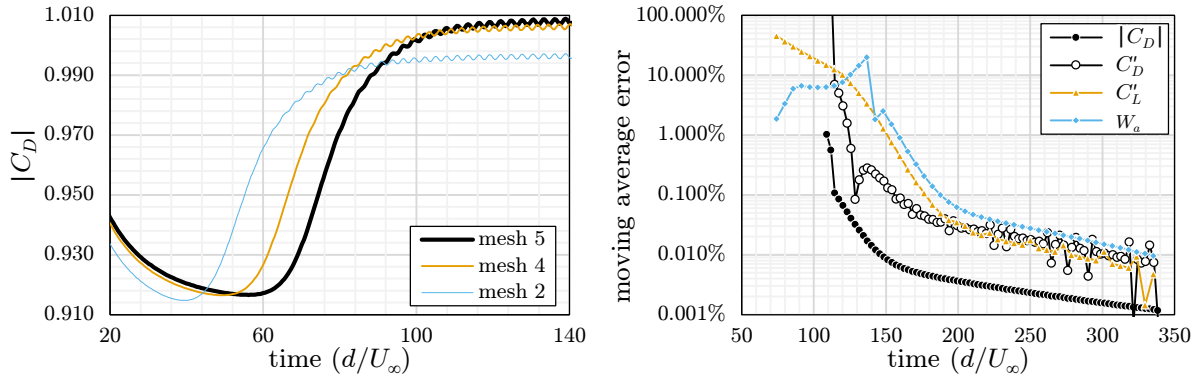 1.010
0.990
0.970
0.950
0.930
0.910
|C_D|
20
60
100
140
time (d/U_∞)
mesh 5
mesh 4
mesh 2
100.000%
10.000%
1.000%
0.100%
0.010%
0.001%
moving average error
50
100
150
200
250
300
350
time (d/U_∞)
|C_D|
C′_D
C′_L
W_a